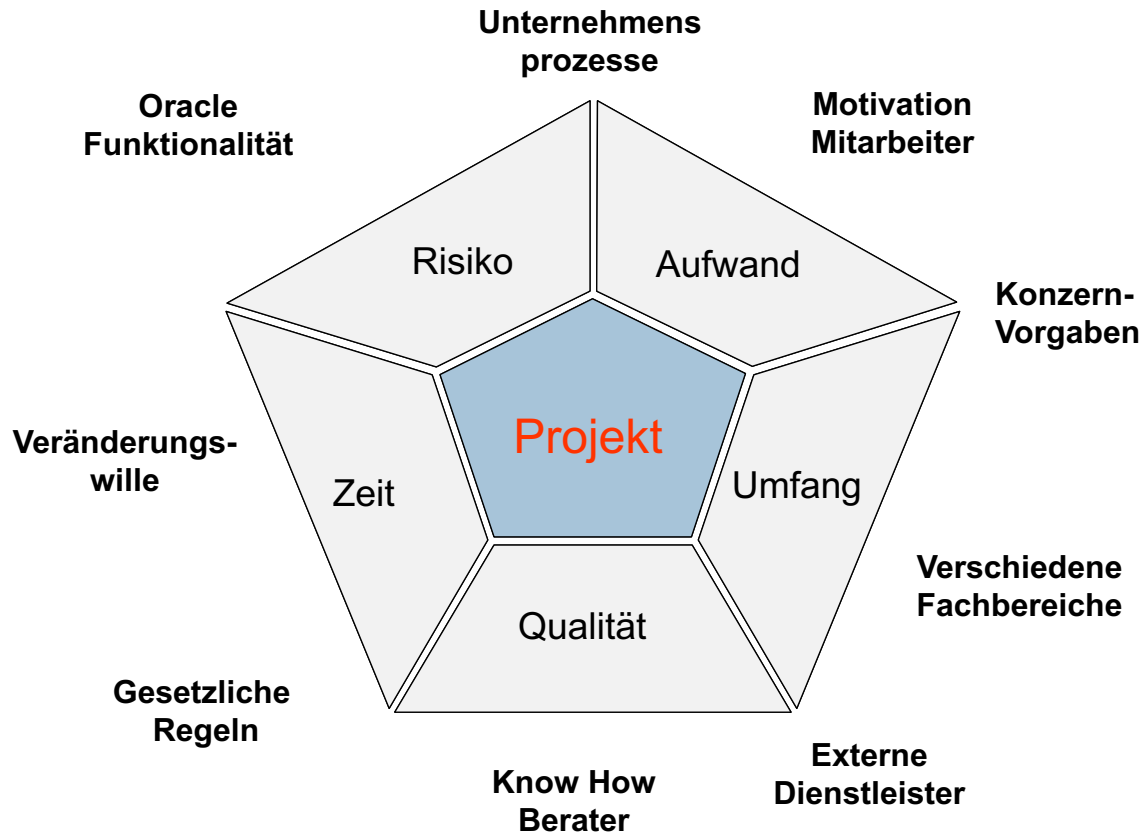 Unternehmens
prozesse
Oracle
Funktionalität
Motivation
Mitarbeiter
Risiko
Aufwand
Konzern-
Vorgaben
Projekt
Veränderungs-
wille
Zeit
Umfang
Verschiedene
Fachbereiche
Qualität
Gesetzliche
Regeln
Know How
Berater
Externe
Dienstleister